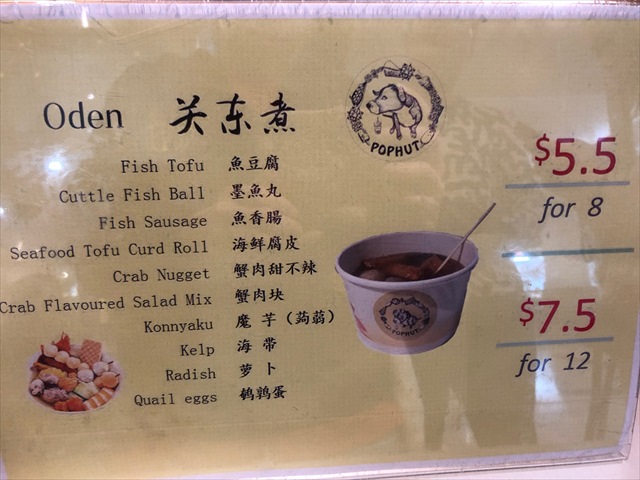 Oden 关东煮
POPHUT
Fish Tofu 魚豆腐
Cuttle Fish Ball 墨魚丸
Fish Sausage 魚香腸
Seafood Tofu Curd Roll 海鲜腐皮
Crab Nugget 蟹肉甜不辣
Crab Flavoured Salad Mix 蟹肉块
Konnyaku 魔 芋（蒟蒻）
Kelp 海 带
Radish 萝 卜
Quail eggs 鹌鹑蛋
POPHUT
$5.5
for 8
$7.5
for 12